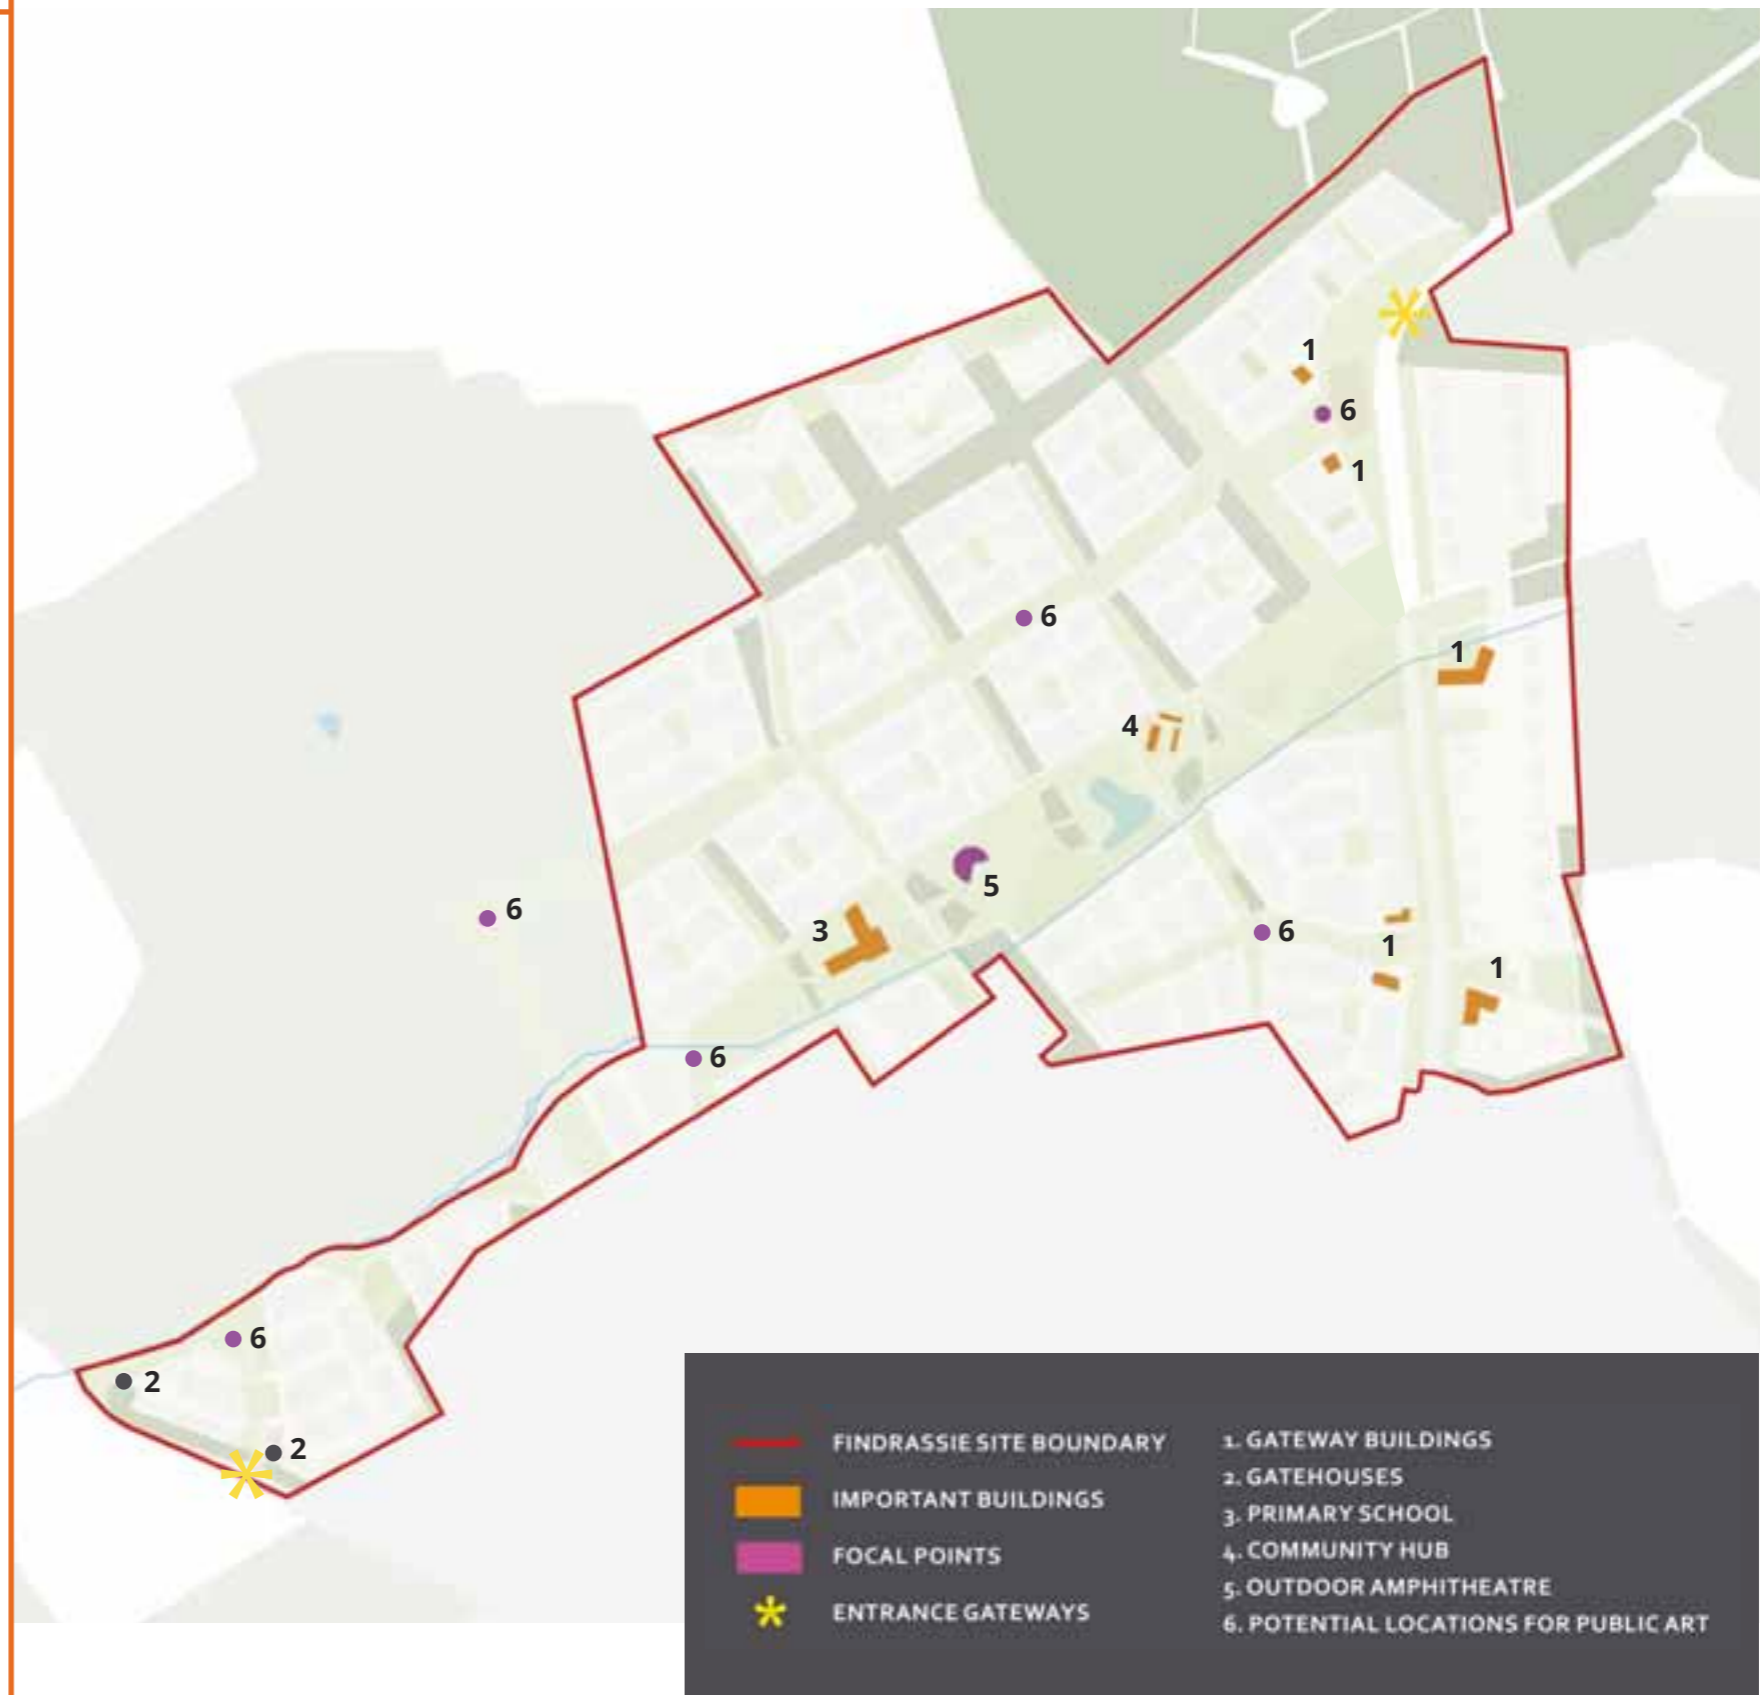 1
6
1
6
1
4
5
6
3
6
1
1
6
6
2
2
FINDRASSIE SITE BOUNDARY
IMPORTANT BUILDINGS
FOCAL POINTS
ENTRANCE GATEWAYS
1. GATEWAY BUILDINGS
2. GATEHOUSES
3. PRIMARY SCHOOL
4. COMMUNITY HUB
5. OUTDOOR AMPHITHEATRE
6. POTENTIAL LOCATIONS FOR PUBLIC ART